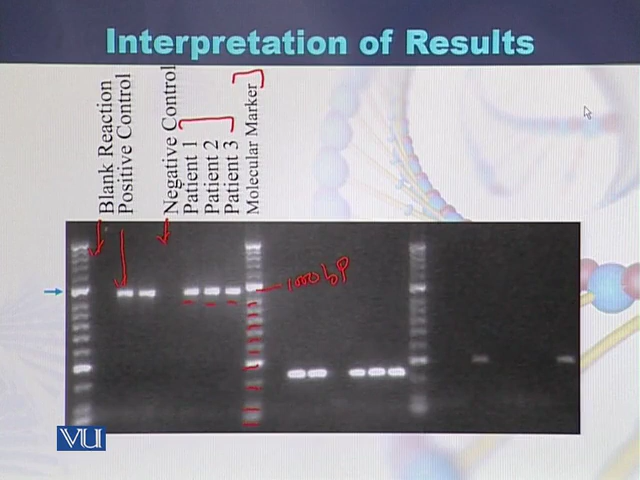 Interpretation of Results
Blank Reaction
Positive Control
Negative Control
Patient 1
Patient 2
Patient 3
Molecular Marker
1000 bp
VU